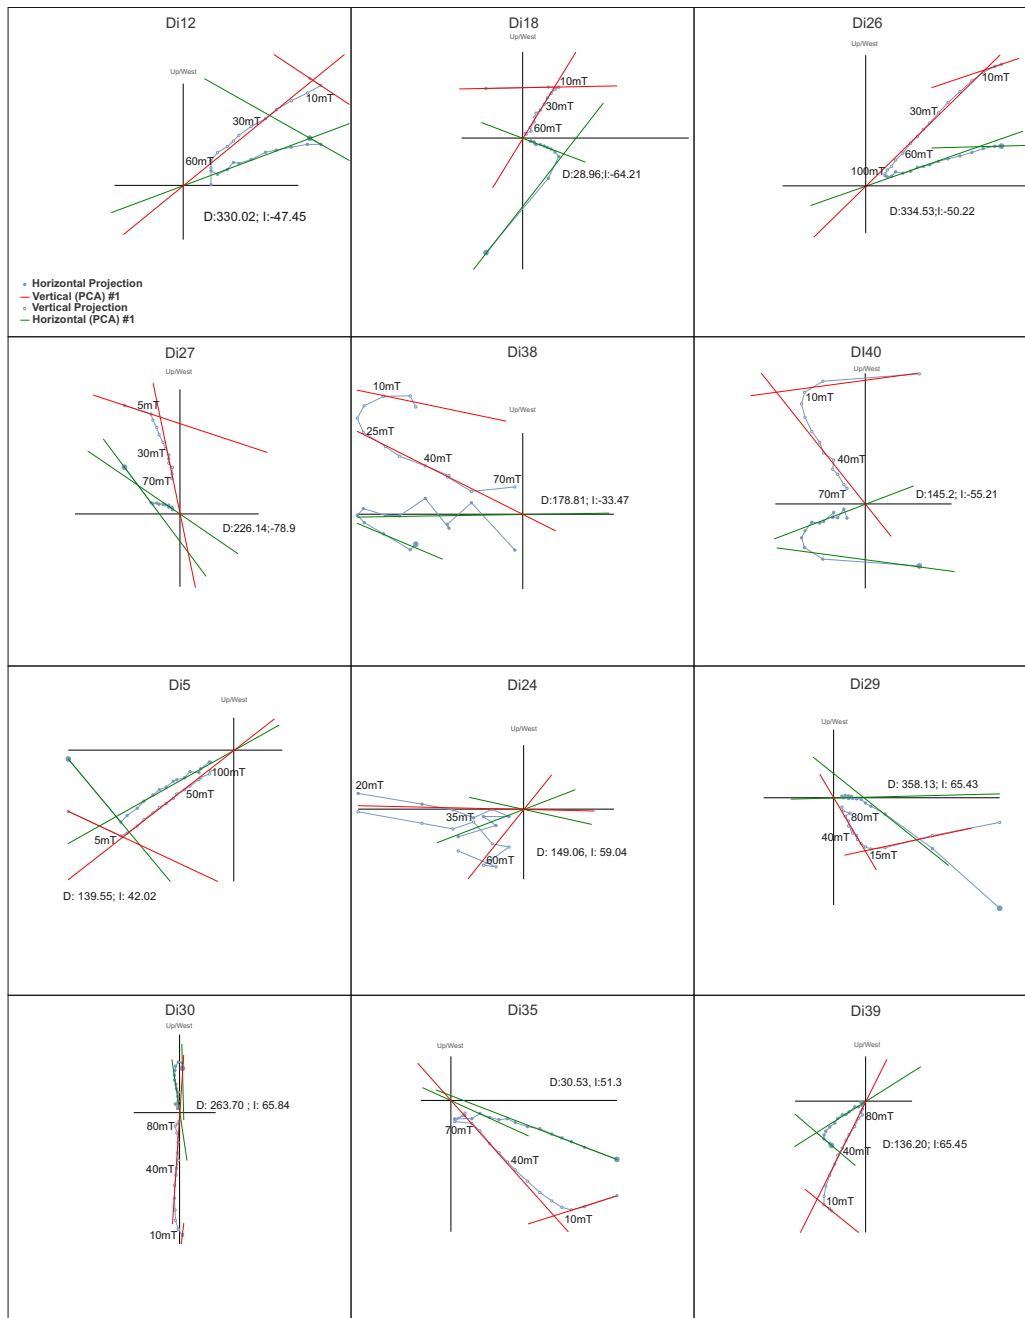 Di12
Up/West
10mT
30mT
60mT
D:330.02; I:-47.45
Horizontal Projection
Vertical (PCA) #1
Vertical Projection
Horizontal (PCA) #1
Di18
Up/West
10mT
30mT
60mT
D:28.96;I:-64.21
Di26
Up/West
10mT
30mT
60mT
100mT
D:334.53;I:-50.22
Di27
Up/West
5mT
30mT
70mT
D:226.14;-78.9
Di38
Up/West
10mT
25mT
40mT
70mT
D:178.81; I:-33.47
DI40
Up/West
10mT
40mT
70mT
D:145.2; I:-55.21
Di5
Up/West
100mT
50mT
5mT
D: 139.55; I: 42.02
Di24
Up/West
20mT
35mT
60mT
D: 149.06, I: 59.04
Di29
Up/West
D: 358.13; I: 65.43
80mT
40mT
15mT
Di30
Up/West
D: 263.70 ; I: 65.84
80mT
40mT
10mT
Di35
Up/West
D:30.53, I:51.3
70mT
40mT
10mT
Di39
Up/West
80mT
D:136.20; I:65.45
40mT
10mT